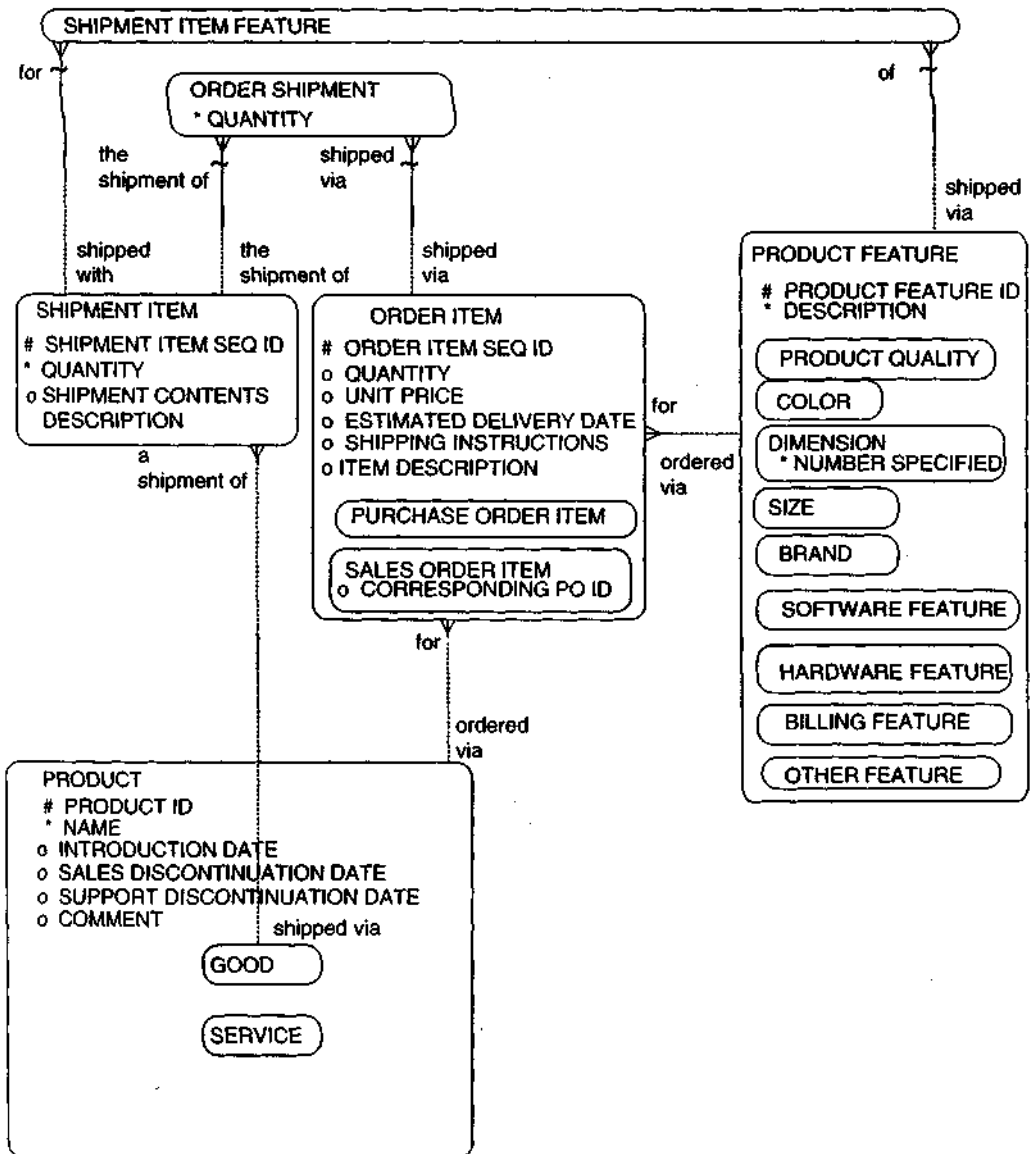 SHIPMENT ITEM FEATURE
for
of
ORDER SHIPMENT
* QUANTITY
the
shipment of
shipped
via
shipped
via
shipped
with
the
shipment of
shipped
via
SHIPMENT ITEM
# SHIPMENT ITEM SEQ ID
* QUANTITY
o SHIPMENT CONTENTS
DESCRIPTION
a
shipment of
ORDER ITEM
# ORDER ITEM SEQ ID
o QUANTITY
o UNIT PRICE
o ESTIMATED DELIVERY DATE
o SHIPPING INSTRUCTIONS
o ITEM DESCRIPTION
PURCHASE ORDER ITEM
SALES ORDER ITEM
o CORRESPONDING PO ID
for
for
ordered
via
PRODUCT FEATURE
# PRODUCT FEATURE ID
* DESCRIPTION
PRODUCT QUALITY
COLOR
DIMENSION
* NUMBER SPECIFIED
SIZE
BRAND
SOFTWARE FEATURE
HARDWARE FEATURE
BILLING FEATURE
OTHER FEATURE
ordered
via
PRODUCT
# PRODUCT ID
* NAME
o INTRODUCTION DATE
o SALES DISCONTINUATION DATE
o SUPPORT DISCONTINUATION DATE
o COMMENT
shipped via
GOOD
SERVICE